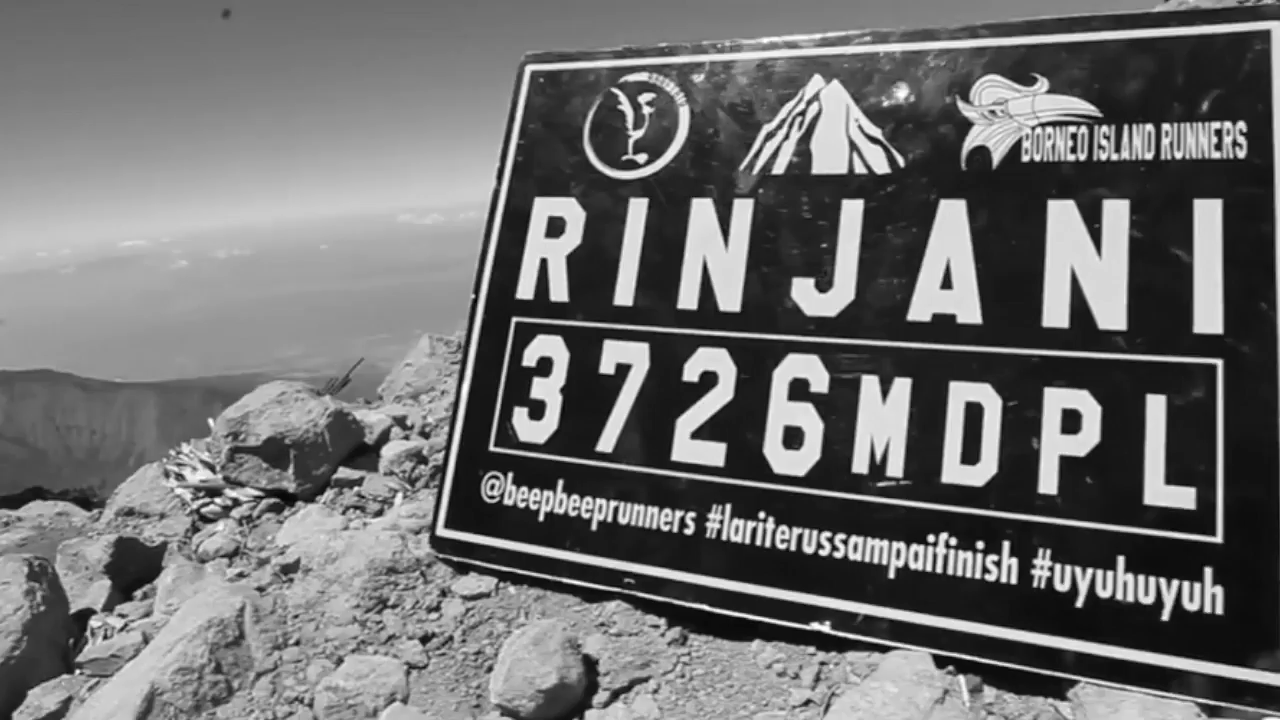 BORNEO ISLAND RUNNERS
RINJANI
3726MDPL
@beepbeeprunners #lariterussampaifinish #uyuhuyuh